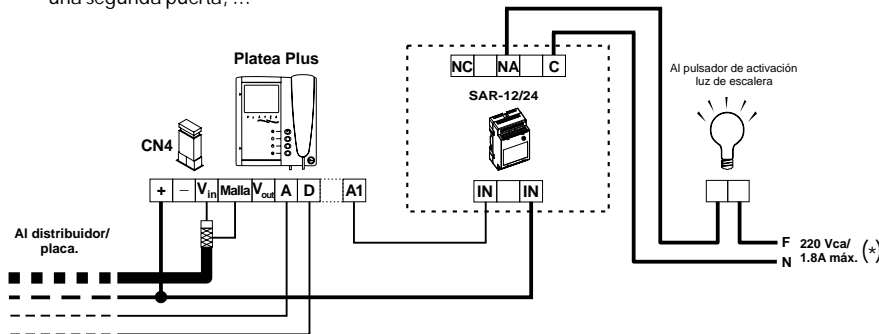 una segunda puerta, ...
NC NA C
Platea Plus
Al pulsador de activación
luz de escalera
SAR-12/24
CN4
+ – Vin Malla Vout A D A1
IN IN
Al distribuidor/
placa.
F 220 Vca/
N 1.8A máx. (*)